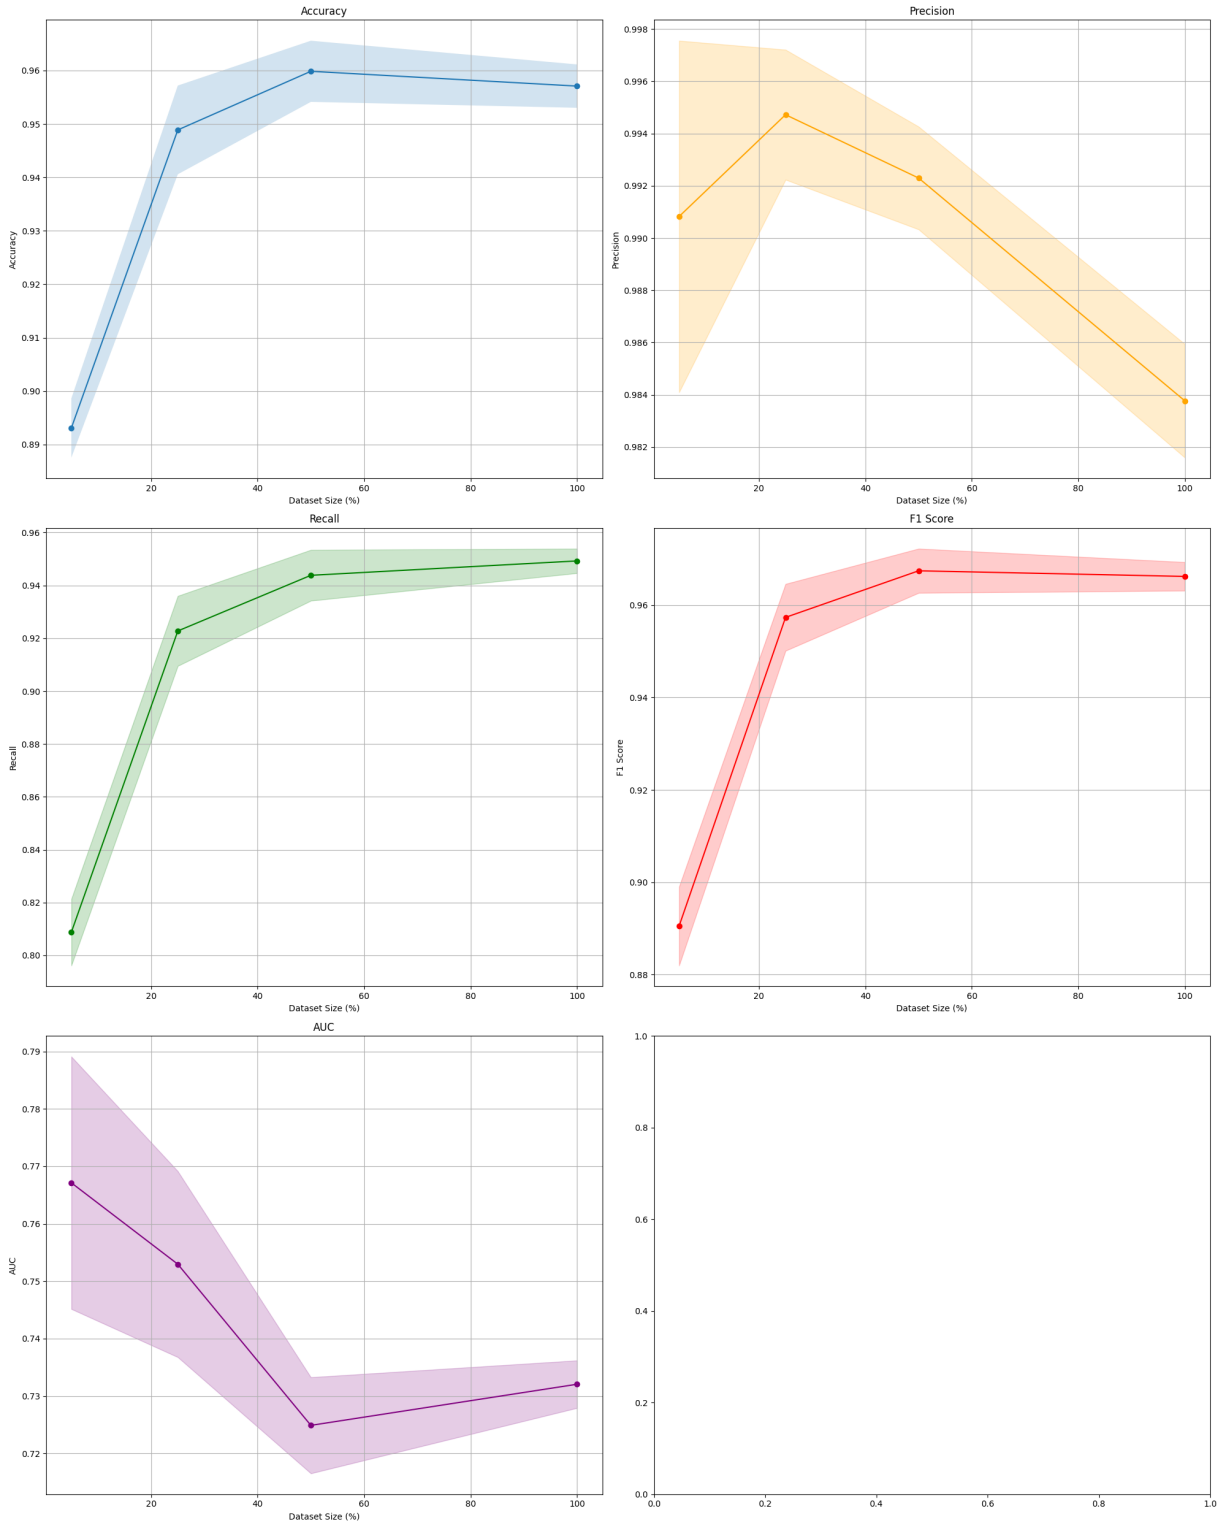 Accuracy
0.96
0.95
0.94
0.93
0.92
0.91
0.90
0.89
Accuracy
20 40 60 80 100
Dataset Size (%)
Precision
0.998
0.996
0.994
0.992
0.990
0.988
0.986
0.984
0.982
Precision
20 40 60 80 100
Dataset Size (%)
Recall
0.96
0.94
0.92
0.90
0.88
0.86
0.84
0.82
0.80
Recall
20 40 60 80 100
Dataset Size (%)
F1 Score
0.96
0.94
0.92
0.90
0.88
F1 Score
20 40 60 80 100
Dataset Size (%)
AUC
0.79
0.78
0.77
0.76
0.75
0.74
0.73
0.72
AUC
20 40 60 80 100
Dataset Size (%)
1.0
0.8
0.6
0.4
0.2
0.0
0.0 0.2 0.4 0.6 0.8 1.0